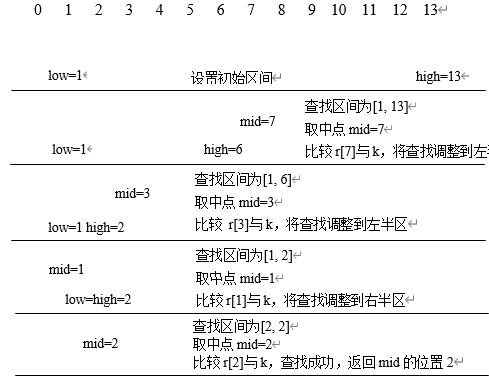 0 1 2 3 4 5 6 7 8 9 10 11 12 13↵
low=1↵ 设置初始区间↵ high=13↵
查找区间为[1, 13]↵
mid=7↵ 取中点 mid=7↵
low=1↵ high=6↵ 比较 r[7]与 k，将查找调整到左
查找区间为[1, 6]↵
mid=3↵ 取中点 mid=3↵
low=1 high=2↵ 比较 r[3]与 k，将查找调整到左半区↵
查找区间为[1, 2]↵
mid=1↵ 取中点 mid=1↵
low=high=2↵ 比较 r[1]与 k，将查找调整到右半区↵
查找区间为[2, 2]↵
mid=2↵ 取中点 mid=2↵
比较 r[2]与 k，查找成功，返回 mid 的位置 2↵